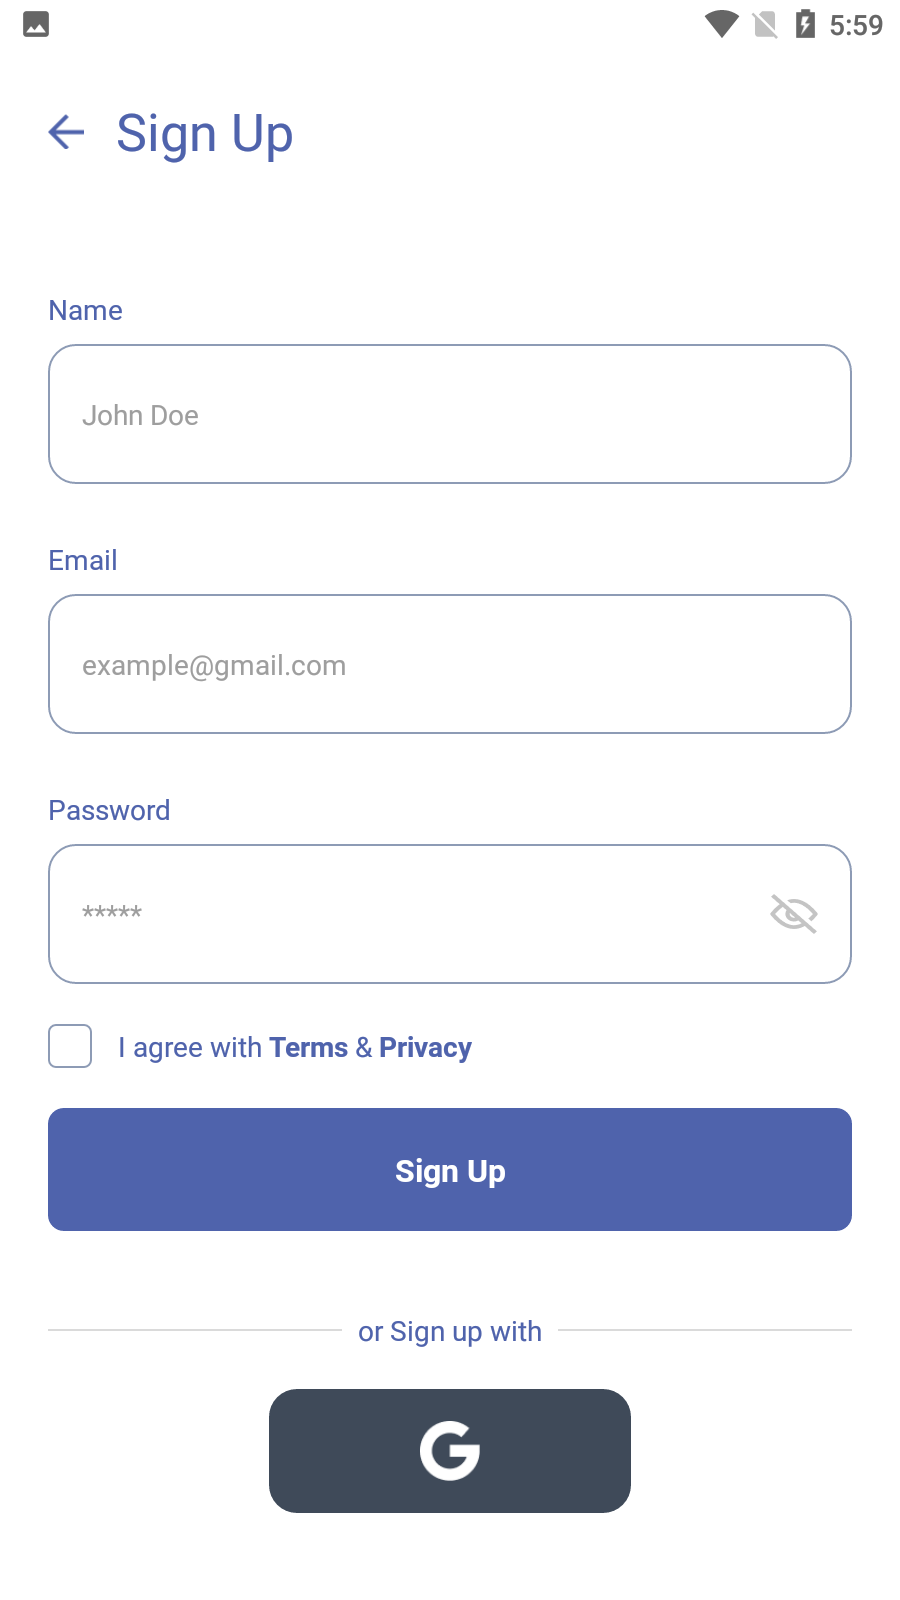 5:59
Sign Up
Name
John Doe
Email
example@gmail.com
Password
*****
I agree with Terms & Privacy
Sign Up
or Sign up with
G